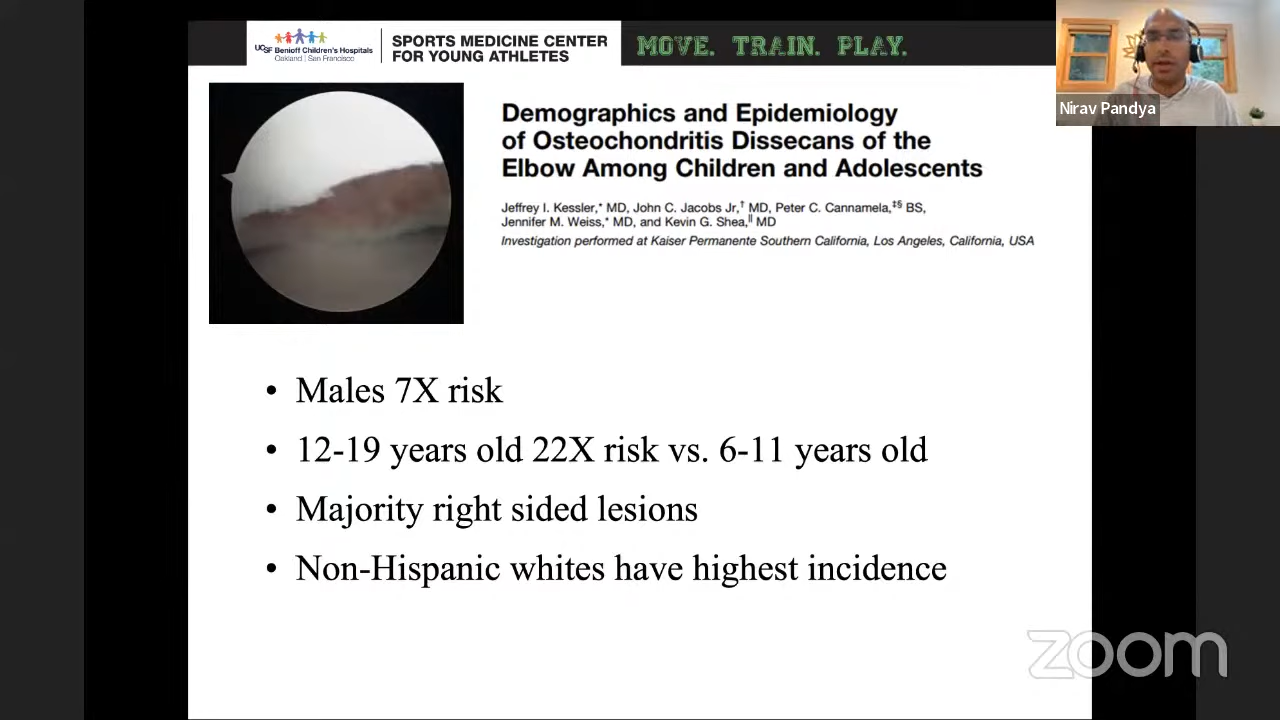 UCSF Benioff Children's Hospitals
Oakland | San Francisco
SPORTS MEDICINE CENTER
FOR YOUNG ATHLETES
MOVE. TRAIN. PLAY.
Nirav Pandya
Demographics and Epidemiology
of Osteochondritis Dissecans of the
Elbow Among Children and Adolescents
Jeffrey I. Kessler,* MD, John C. Jacobs Jr,† MD, Peter C. Cannamela,‡§ BS,
Jennifer M. Weiss,* MD, and Kevin G. Shea,|| MD
Investigation performed at Kaiser Permanente Southern California, Los Angeles, California, USA
• Males 7X risk
• 12-19 years old 22X risk vs. 6-11 years old
• Majority right sided lesions
• Non-Hispanic whites have highest incidence
zoom